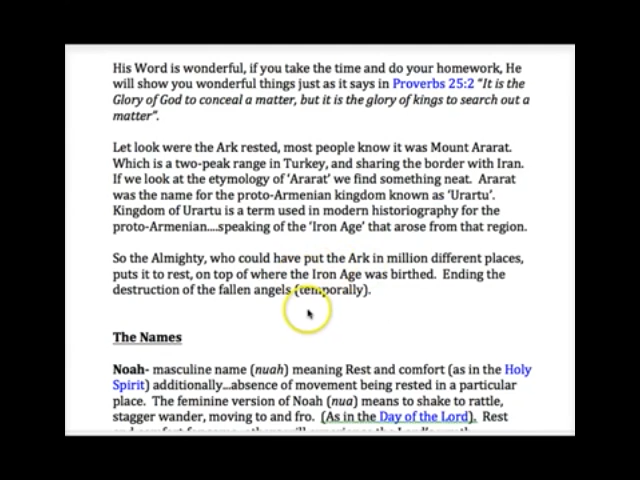 His Word is wonderful, if you take the time and do your homework, He
will show you wonderful things just as it says in Proverbs 25:2 "It is the
Glory of God to conceal a matter, but it is the glory of kings to search out a
matter".
Let look were the Ark rested, most people know it was Mount Ararat.
Which is a two-peak range in Turkey, and sharing the border with Iran.
If we look at the etymology of 'Ararat' we find something neat. Ararat
was the name for the proto-Armenian kingdom known as 'Urartu'.
Kingdom of Urartu is a term used in modern historiography for the
proto-Armenian....speaking of the 'Iron Age' that arose from that region.
So the Almighty, who could have put the Ark in million different places,
puts it to rest, on top of where the Iron Age was birthed. Ending the
destruction of the fallen angels (temporally).
The Names
Noah- masculine name (nuah) meaning Rest and comfort (as in the Holy
Spirit) additionally...absence of movement being rested in a particular
place. The feminine version of Noah (nua) means to shake to rattle,
stagger wander, moving to and fro. (As in the Day of the Lord). Rest